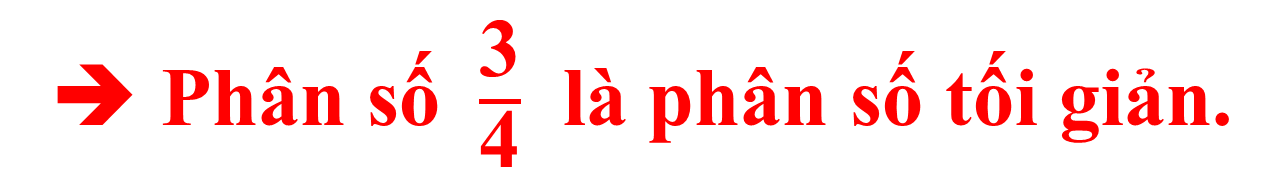 ➔ Phân số 3/4 là phân số tối giản.